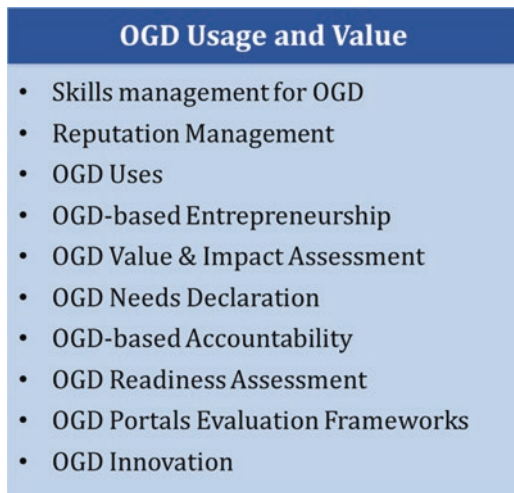 OGD Usage and Value
• Skills management for OGD
• Reputation Management
• OGD Uses
• OGD-based Entrepreneurship
• OGD Value & Impact Assessment
• OGD Needs Declaration
• OGD-based Accountability
• OGD Readiness Assessment
• OGD Portals Evaluation Frameworks
• OGD Innovation